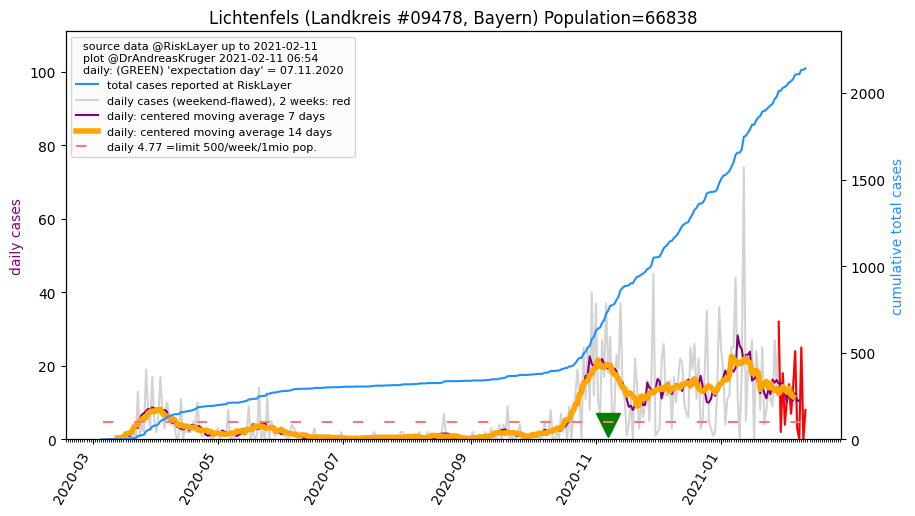 Lichtenfels (Landkreis #09478, Bayern) Population=66838
source data @RiskLayer up to 2021-02-11
plot @DrAndreasKruger 2021-02-11 06:54
daily: (GREEN) 'expectation day' = 07.11.2020
total cases reported at RiskLayer
daily cases (weekend-flawed), 2 weeks: red
daily: centered moving average 7 days
daily: centered moving average 14 days
daily 4.77 =limit 500/week/1mio pop.
daily cases
100
80
60
40
20
0
cumulative total cases
2000
1500
1000
500
0
2020-03
2020-05
2020-07
2020-09
2020-11
2021-01